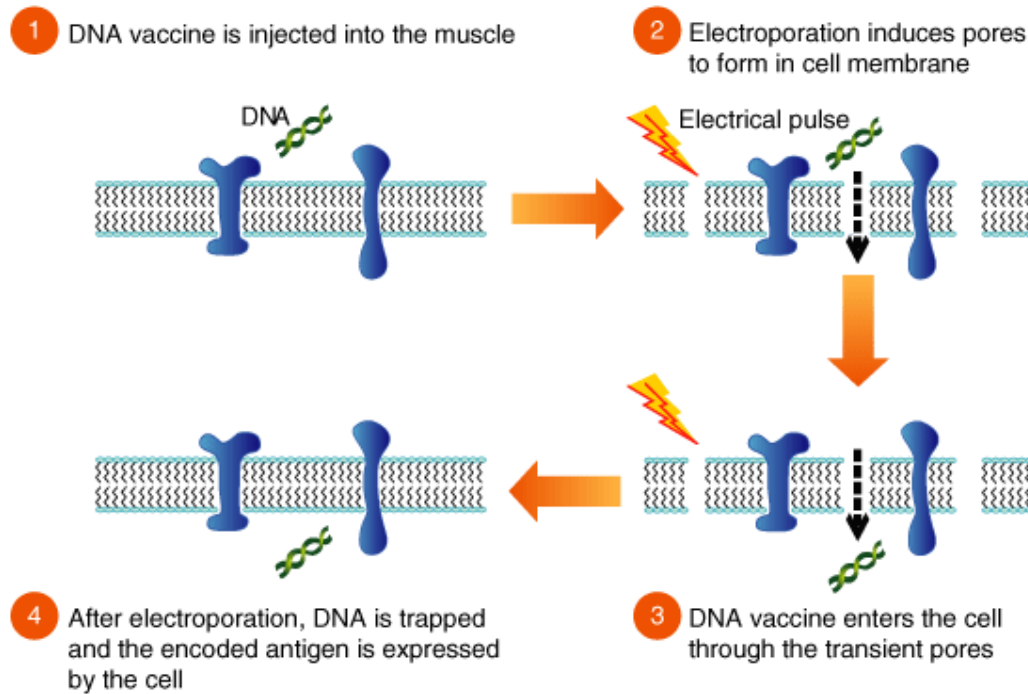 1 DNA vaccine is injected into the muscle
DNA
2 Electroporation induces pores
to form in cell membrane
Electrical pulse
3 DNA vaccine enters the cell
through the transient pores
4 After electroporation, DNA is trapped
and the encoded antigen is expressed
by the cell